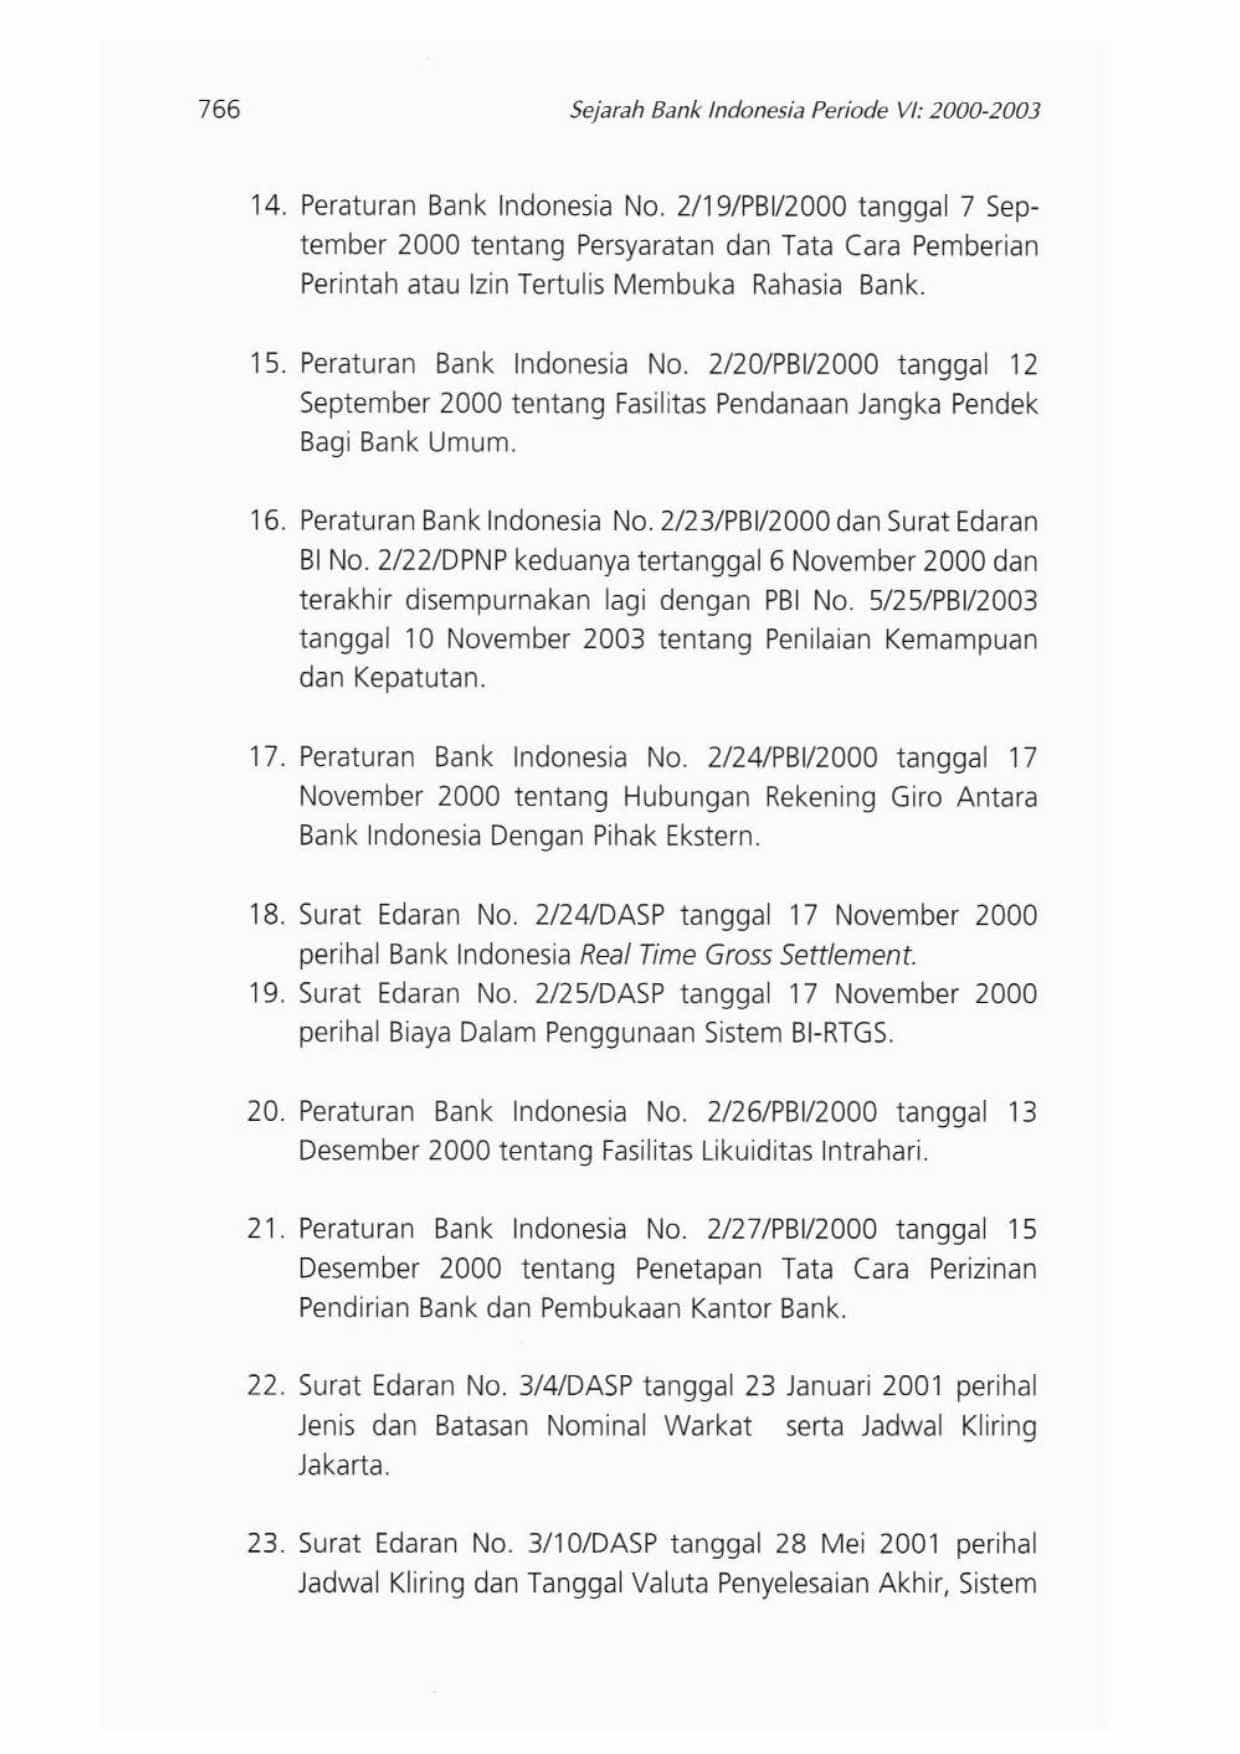 766
Sejarah Bank Indonesia Periode VI: 2000-2003
14. Peraturan Bank Indonesia No. 2/19/PBI/2000 tanggal 7 Sep-
tember 2000 tentang Persyaratan dan Tata Cara Pemberian
Perintah atau Izin Tertulis Membuka Rahasia Bank.
15. Peraturan Bank Indonesia No. 2/20/PBI/2000 tanggal 12
September 2000 tentang Fasilitas Pendanaan Jangka Pendek
Bagi Bank Umum.
16. Peraturan Bank Indonesia No. 2/23/PBI/2000 dan Surat Edaran
BI No. 2/22/DPNP keduanya tertanggal 6 November 2000 dan
terakhir disempurnakan lagi dengan PBI No. 5/25/PBI/2003
tanggal 10 November 2003 tentang Penilaian Kemampuan
dan Kepatutan.
17. Peraturan Bank Indonesia No. 2/24/PBI/2000 tanggal 17
November 2000 tentang Hubungan Rekening Giro Antara
Bank Indonesia Dengan Pihak Ekstern.
18. Surat Edaran No. 2/24/DASP tanggal 17 November 2000
perihal Bank Indonesia Real Time Gross Settlement.
19. Surat Edaran No. 2/25/DASP tanggal 17 November 2000
perihal Biaya Dalam Penggunaan Sistem BI-RTGS.
20. Peraturan Bank Indonesia No. 2/26/PBI/2000 tanggal 13
Desember 2000 tentang Fasilitas Likuiditas Intrahari.
21. Peraturan Bank Indonesia No. 2/27/PBI/2000 tanggal 15
Desember 2000 tentang Penetapan Tata Cara Perizinan
Pendirian Bank dan Pembukaan Kantor Bank.
22. Surat Edaran No. 3/4/DASP tanggal 23 Januari 2001 perihal
Jenis dan Batasan Nominal Warkat serta Jadwal Kliring
Jakarta.
23. Surat Edaran No. 3/10/DASP tanggal 28 Mei 2001 perihal
Jadwal Kliring dan Tanggal Valuta Penyelesaian Akhir, Sistem